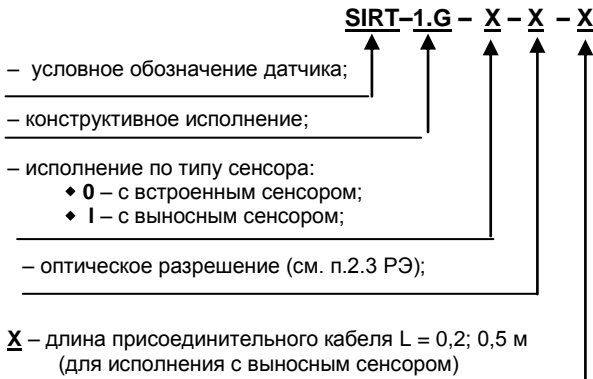 SIRT–1.G – X – X – X
– условное обозначение датчика;
– конструктивное исполнение;
– исполнение по типу сенсора:
◆ 0 – с встроенным сенсором;
◆ I – с выносным сенсором;
– оптическое разрешение (см. п.2.3 РЭ);
X – длина присоединительного кабеля L = 0,2; 0,5 м
(для исполнения с выносным сенсором)